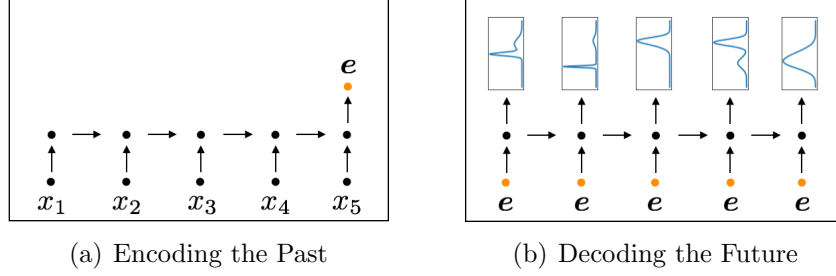 e
x₁ x₂ x₃ x₄ x₅
e e e e e
(a) Encoding the Past
(b) Decoding the Future